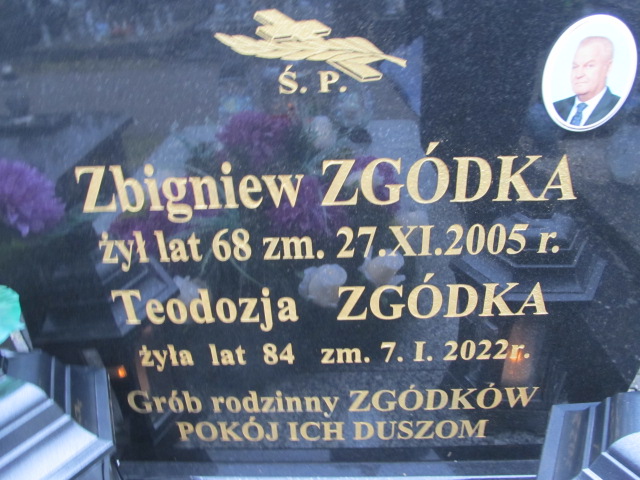 Ś. P.
Zbigniew ZGÓDKA
żył lat 68 zm. 27.XI.2005 r.
Teodozja ZGÓDKA
żyła lat 84 zm. 7. I. 2022r.
Grób rodzinny ZGÓDKÓW
POKÓJ ICH DUSZOM